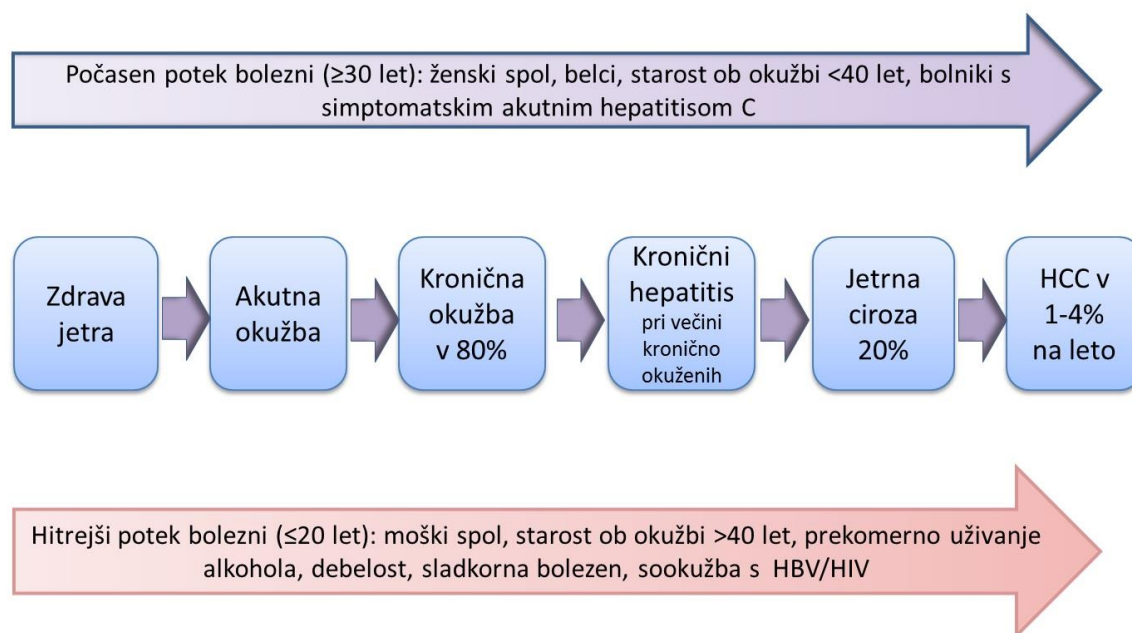 Počasen potek bolezni (≥30 let): ženski spol, belci, starost ob okužbi <40 let, bolniki s
simptomatskim akutnim hepatitisom C
Zdrava
jetra
Akutna
okužba
Kronična
okužba
v 80%
Kronični
hepatitis
pri večini
kronično
okuženih
Jetrna
ciroza
20%
HCC v
1-4%
na leto
Hitrejši potek bolezni (≤20 let): moški spol, starost ob okužbi >40 let, prekomerno uživanje
alkohola, debelost, sladkorna bolezen, sookužba s HBV/HIV